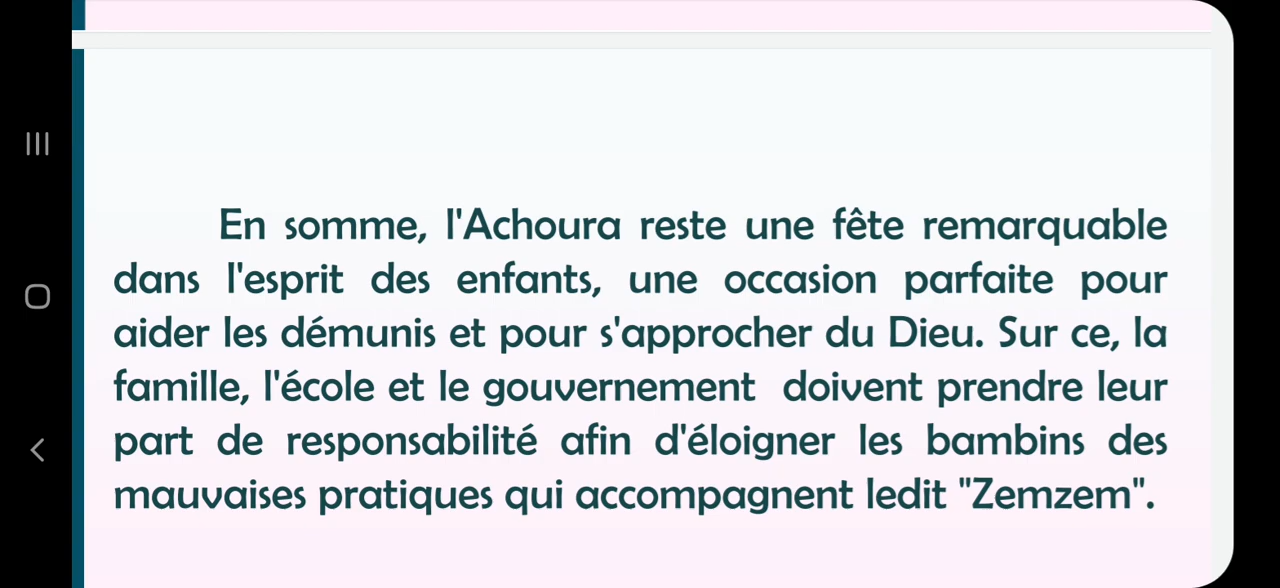 En somme, l'Achoura reste une fête remarquable
dans l'esprit des enfants, une occasion parfaite pour
aider les démunis et pour s'approcher du Dieu. Sur ce, la
famille, l'école et le gouvernement  doivent prendre leur
part de responsabilité afin d'éloigner les bambins des
mauvaises pratiques qui accompagnent ledit "Zemzem".